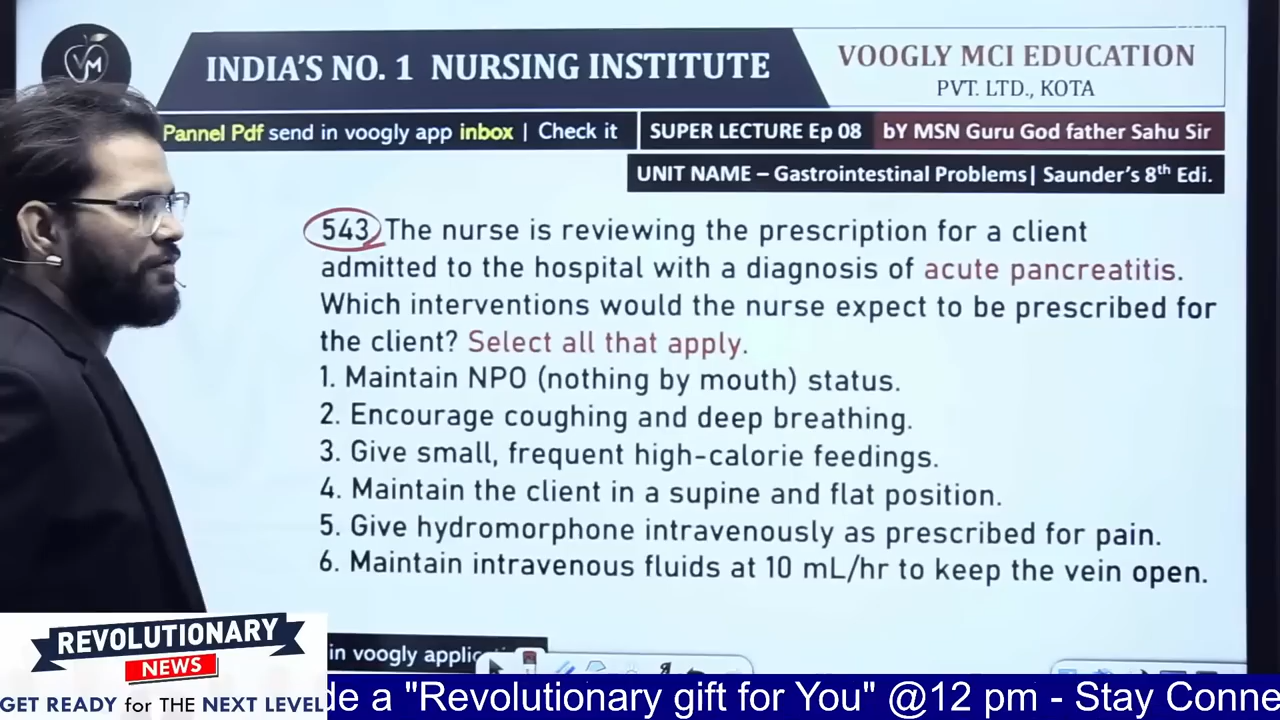 VM
INDIA'S NO. 1 NURSING INSTITUTE
VOOGLY MCI EDUCATION
PVT. LTD., KOTA
Pannel Pdf send in voogly app inbox | Check it
SUPER LECTURE Ep 08
bY MSN Guru God father Sahu Sir
UNIT NAME – Gastrointestinal Problems| Saunder's 8th Edi.
543 The nurse is reviewing the prescription for a client
admitted to the hospital with a diagnosis of acute pancreatitis.
Which interventions would the nurse expect to be prescribed for
the client? Select all that apply.
1. Maintain NPO (nothing by mouth) status.
2. Encourage coughing and deep breathing.
3. Give small, frequent high-calorie feedings.
4. Maintain the client in a supine and flat position.
5. Give hydromorphone intravenously as prescribed for pain.
6. Maintain intravenous fluids at 10 mL/hr to keep the vein open.
in voogly applic
REVOLUTIONARY
NEWS
GET READY for THE NEXT LEVEL
de a "Revolutionary gift for You" @12 pm - Stay Conne